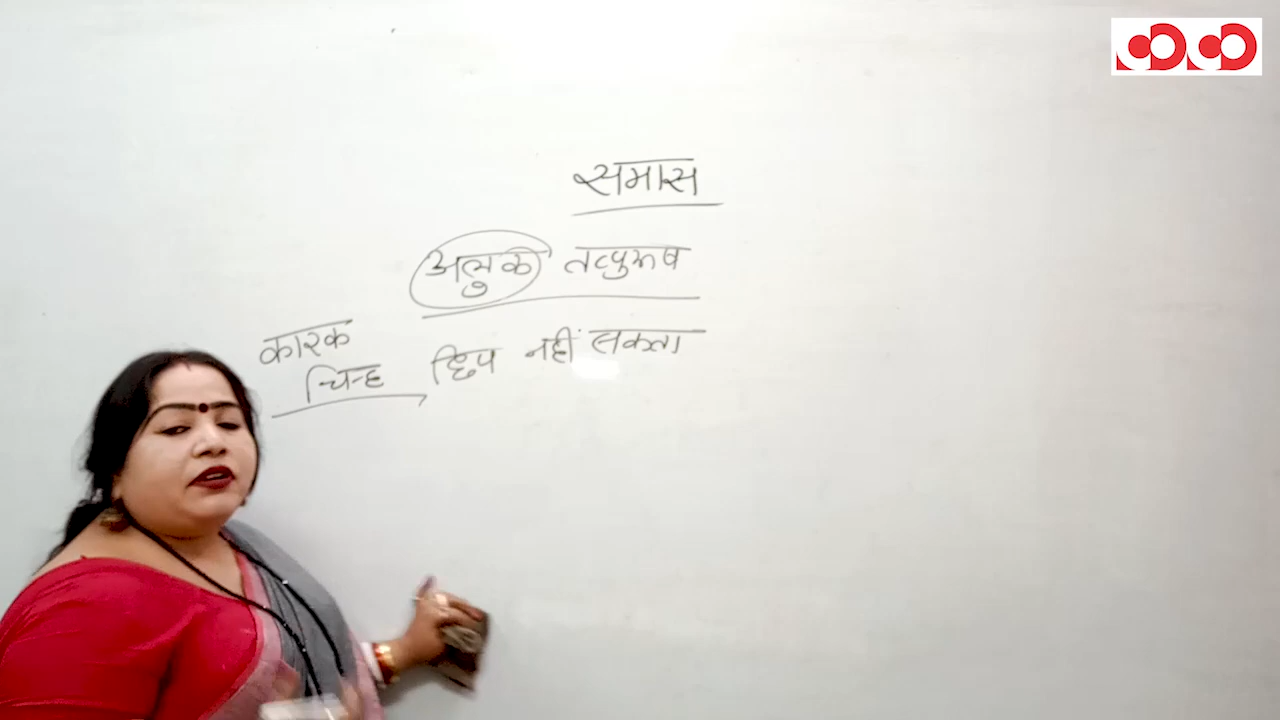 समास
अलुक तत्पुरूष
कारक
चिन्ह छिप नहीं सकता